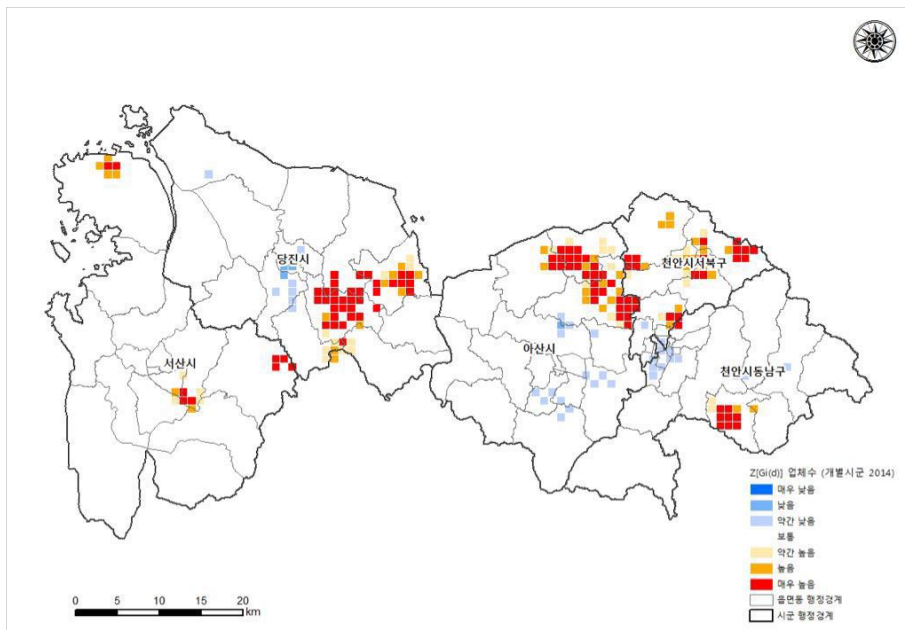 당진시
천안시서북구
아산시
서산시
천안시동남구
Z[Gi(d)] 업체수 (개별시군 2014)
매우 낮음
낮음
약간 낮음
보통
약간 높음
높음
매우 높음
읍면동 행정경계
시군 행정경계
0 5 10 15 20
km